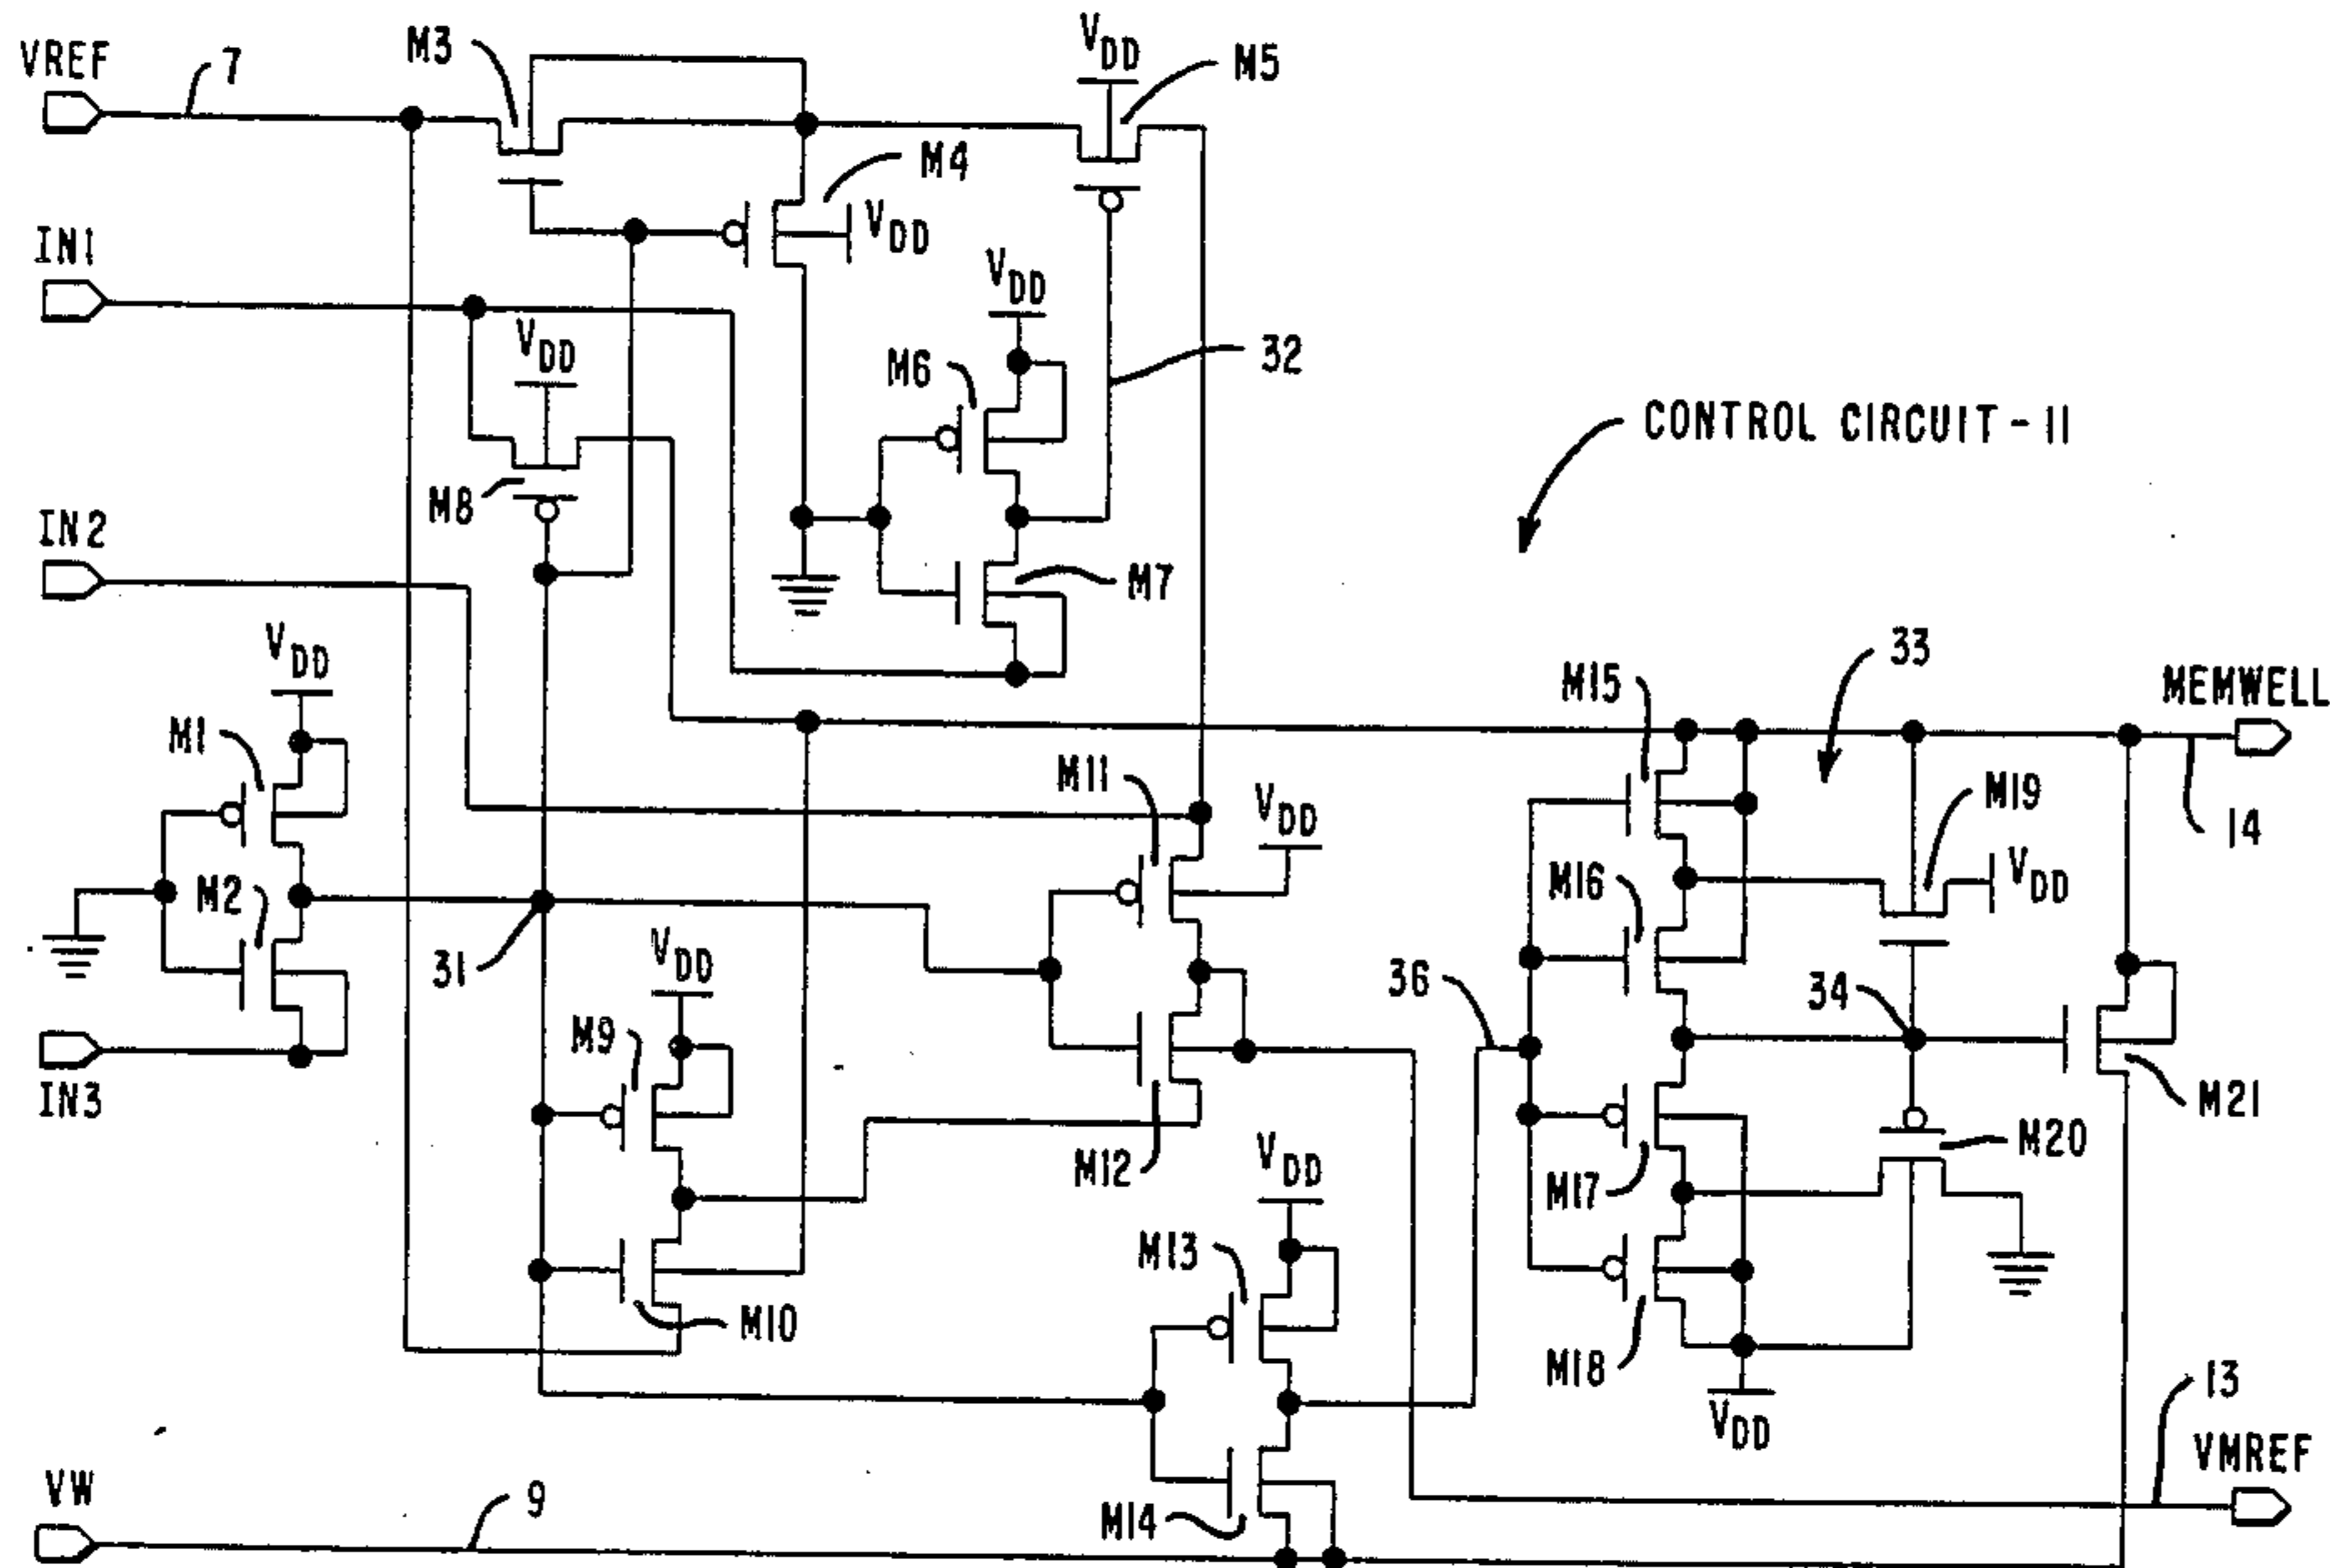 VREF
7
M3
VDD
M5
M4
VDD
IN1
VDD
VDD
M6
32
CONTROL CIRCUIT-11
M8
IN2
M7
VDD
33
M15
MEMWELL
M1
M11
VDD
M19
14
M2
M16
VDD
31
VDD
36
34
M9
IN3
M21
M12
VDD
M20
M17
M13
M10
M18
13
VDD
VMREF
VW
9
M14